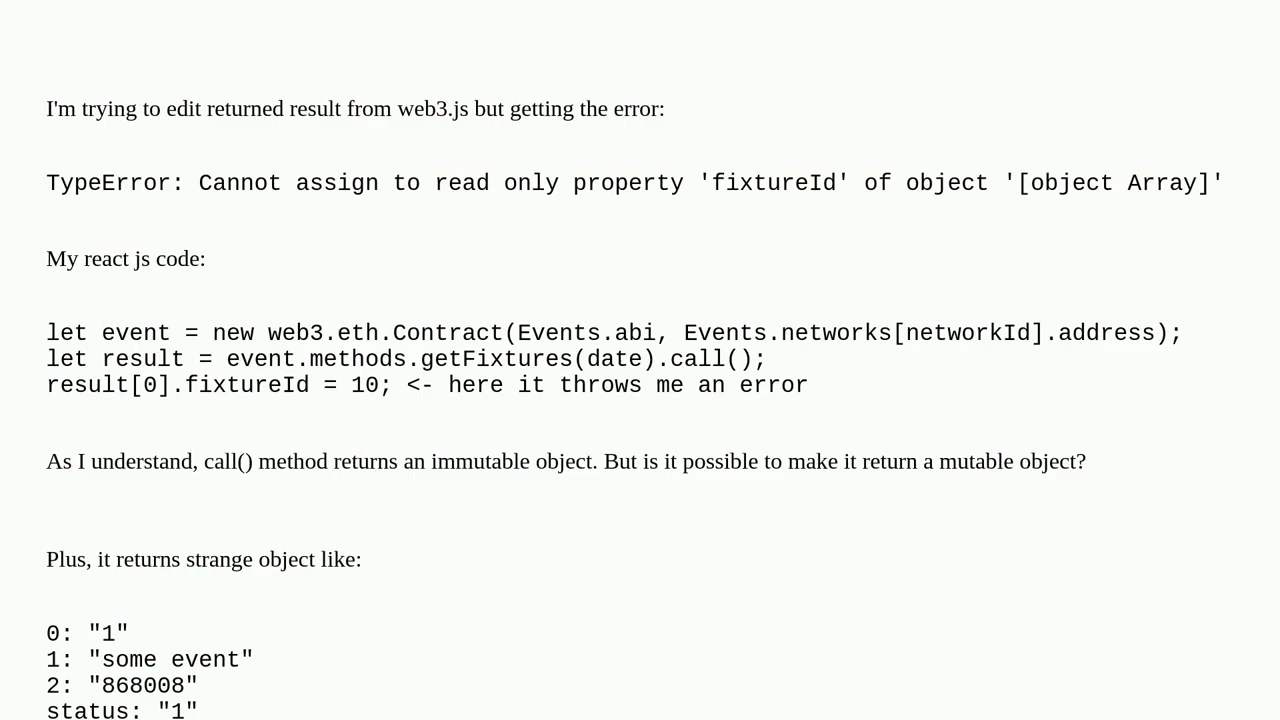 I'm trying to edit returned result from web3.js but getting the error:
TypeError: Cannot assign to read only property 'fixtureId' of object '[object Array]'
My react js code:
let event = new web3.eth.Contract(Events.abi, Events.networks[networkId].address);
let result = event.methods.getFixtures(date).call();
result[0].fixtureId = 10; <- here it throws me an error
As I understand, call() method returns an immutable object. But is it possible to make it return a mutable object?
Plus, it returns strange object like:
0: "1"
1: "some event"
2: "868008"
status: "1"